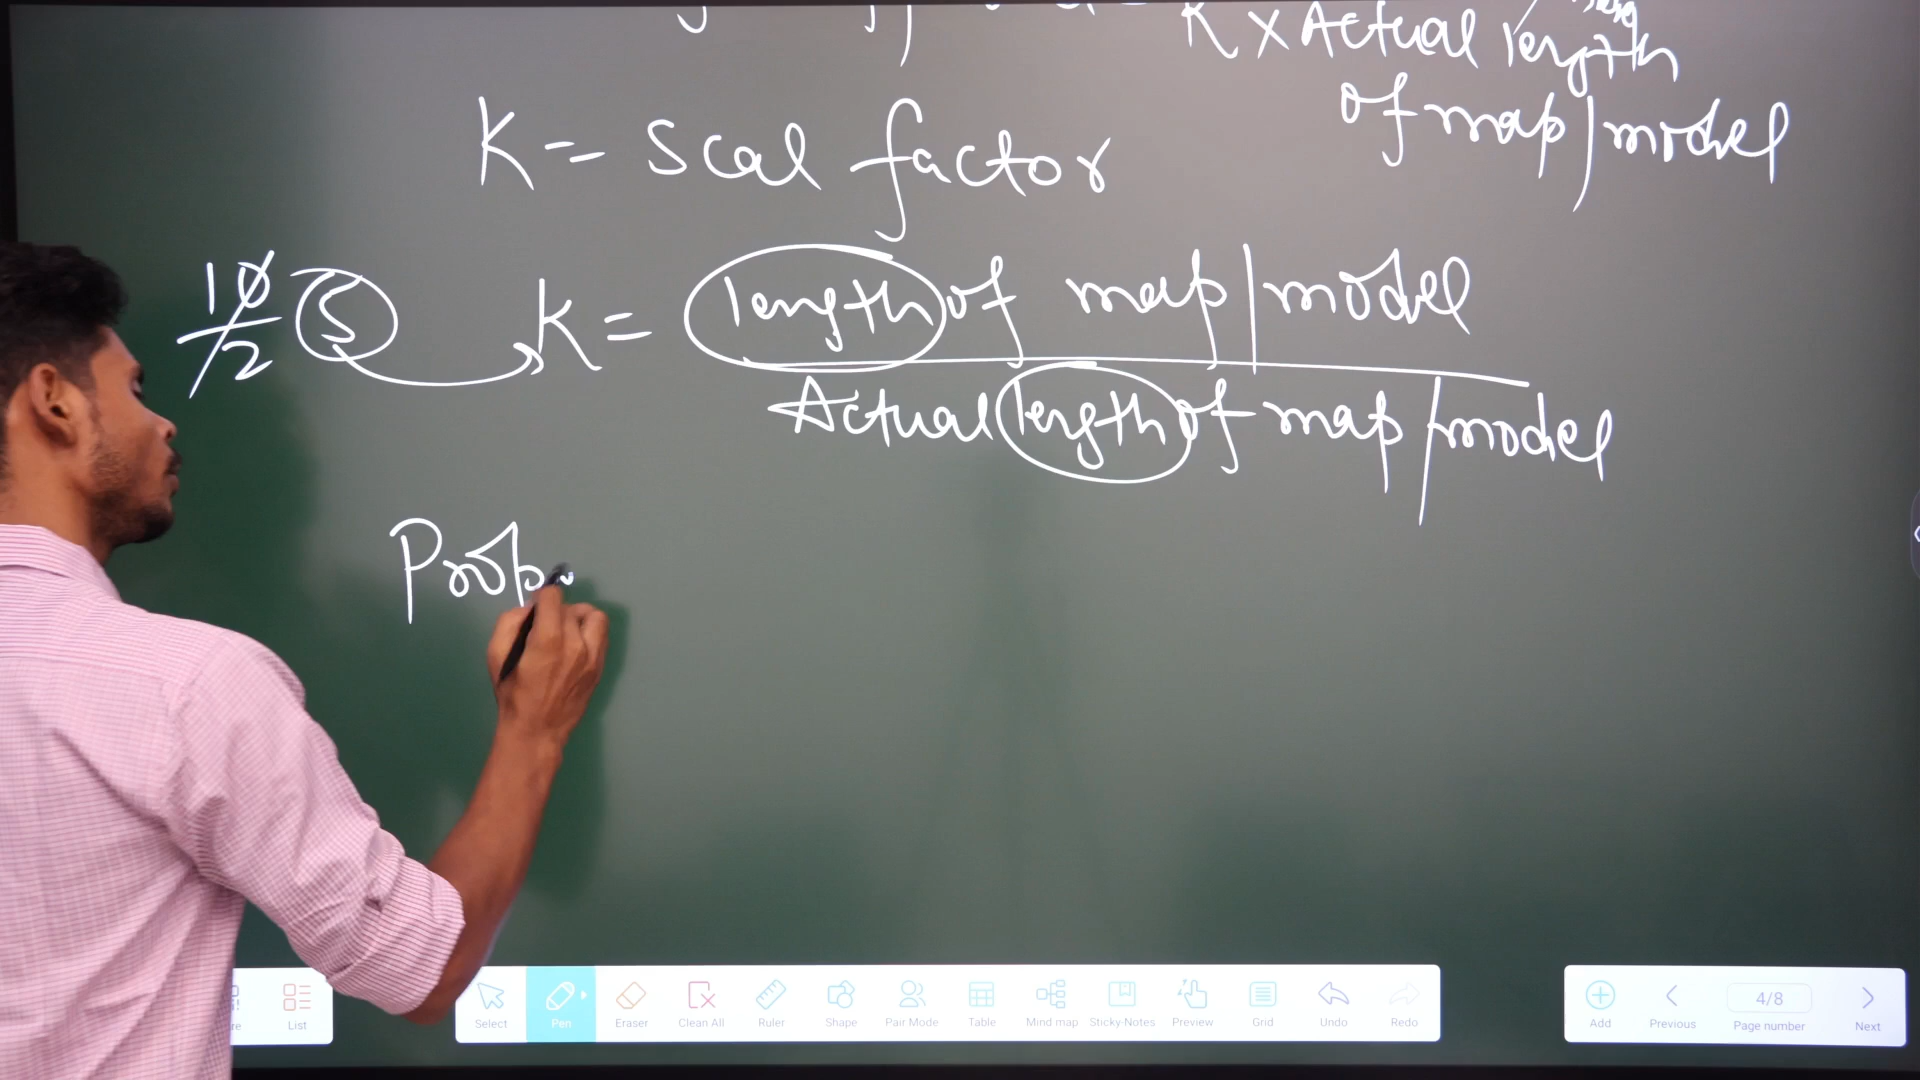 K x Actual length
of map/model
K = Scal factor
10/2 5 K = length of map/model
Actual length of map/model
Prop
List
Select Pen Eraser Clean All Ruler Shape Pair Mode Table Mind map Sticky Notes Preview Grid Undo Redo
Add Previous 4/8 Page number Next